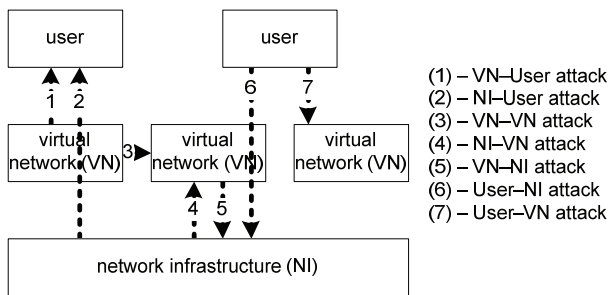 user
user
1
2
6
7
(1) – VN–User attack
(2) – NI–User attack
(3) – VN–VN attack
(4) – NI–VN attack
(5) – VN–NI attack
(6) – User–NI attack
(7) – User–VN attack
virtual
network (VN)
3
virtual
network (VN)
virtual
network (VN)
4
5
network infrastructure (NI)